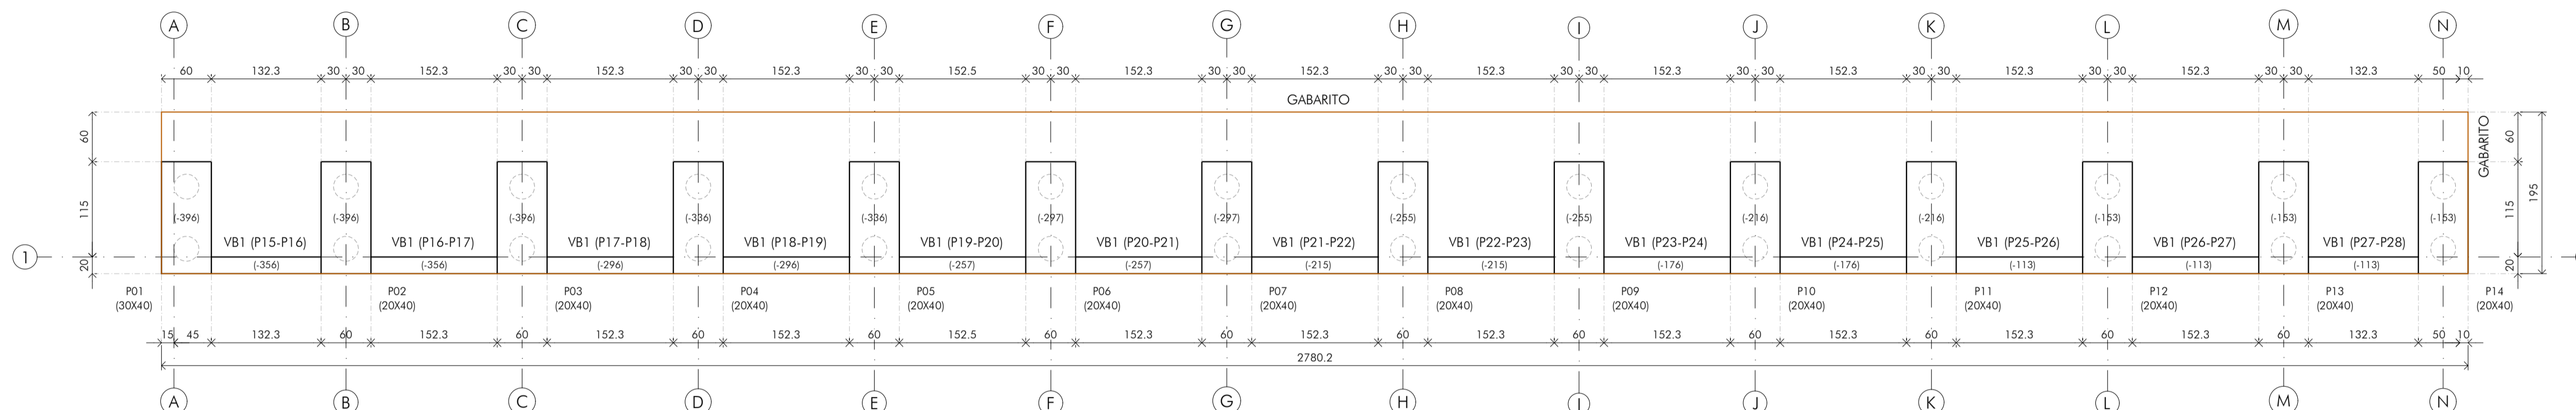 A B C D E F G H I J K L M N
60 132.3 30 30 152.3 30 30 152.3 30 30 152.3 30 30 152.5 30 30 152.3 30 30 152.3 30 30 152.3 30 30 152.3 30 30 152.3 30 30 152.3 30 30 152.3 30 30 132.3 50 10
GABARITO
60 60
GABARITO
195
115 115
(-396) (-396) (-396) (-336) (-336) (-297) (-297) (-255) (-255) (-216) (-216) (-153) (-153) (-153)
VB1 (P15-P16) VB1 (P16-P17) VB1 (P17-P18) VB1 (P18-P19) VB1 (P19-P20) VB1 (P20-P21) VB1 (P21-P22) VB1 (P22-P23) VB1 (P23-P24) VB1 (P24-P25) VB1 (P25-P26) VB1 (P26-P27) VB1 (P27-P28)
1
20 (-356) (-356) (-296) (-296) (-257) (-257) (-215) (-215) (-176) (-176) (-113) (-113) (-113) 20
P01 P02 P03 P04 P05 P06 P07 P08 P09 P10 P11 P12 P13 P14
(30X40) (20X40) (20X40) (20X40) (20X40) (20X40) (20X40) (20X40) (20X40) (20X40) (20X40) (20X40) (20X40) (20X40)
15 45 132.3 60 152.3 60 152.3 60 152.3 60 152.5 60 152.3 60 152.3 60 152.3 60 152.3 60 152.3 60 152.3 60 152.3 60 132.3 50 10
2780.2
A B C D E F G H I J K L M N